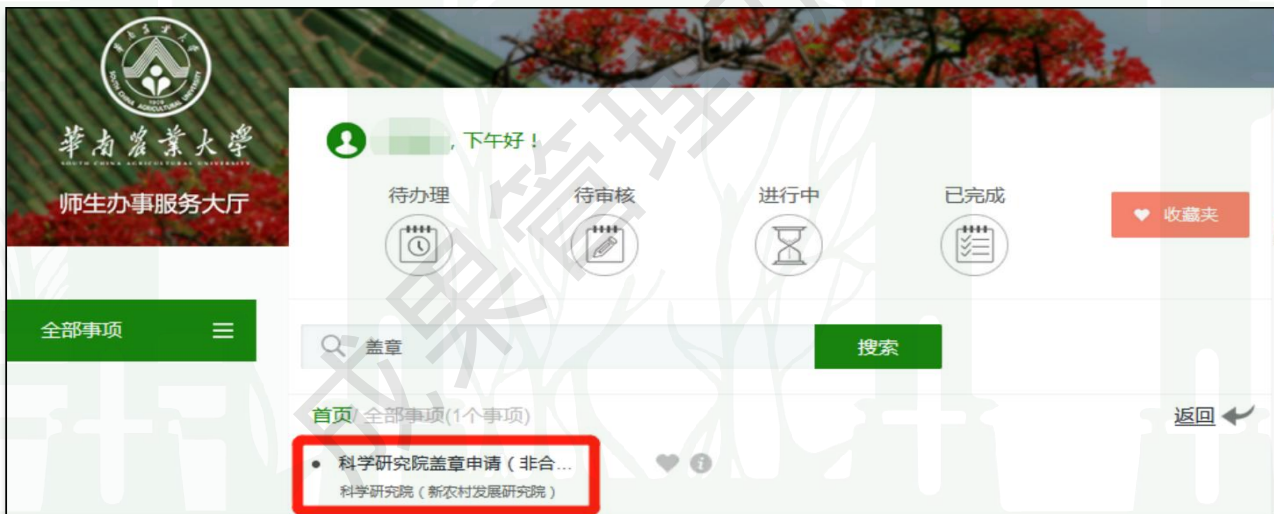 華南農業大學
SOUTH CHINA AGRICULTURAL UNIVERSITY
师生办事服务大厅
全部事项
,下午好!
待办理
待审核
进行中
已完成
收藏夹
盖章
搜索
首页/全部事项(1个事项)
返回
科学研究院盖章申请(非合...
科学研究院(新农村发展研究院)
成果管理